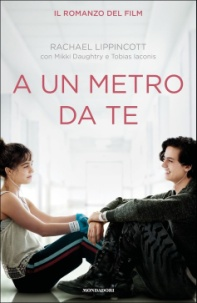 IL ROMANZO DEL FILM
RACHAEL LIPPINCOTT
con Mikki Daughtry e Tobias Iaconis
A UN METRO
DA TE
MONDADORI